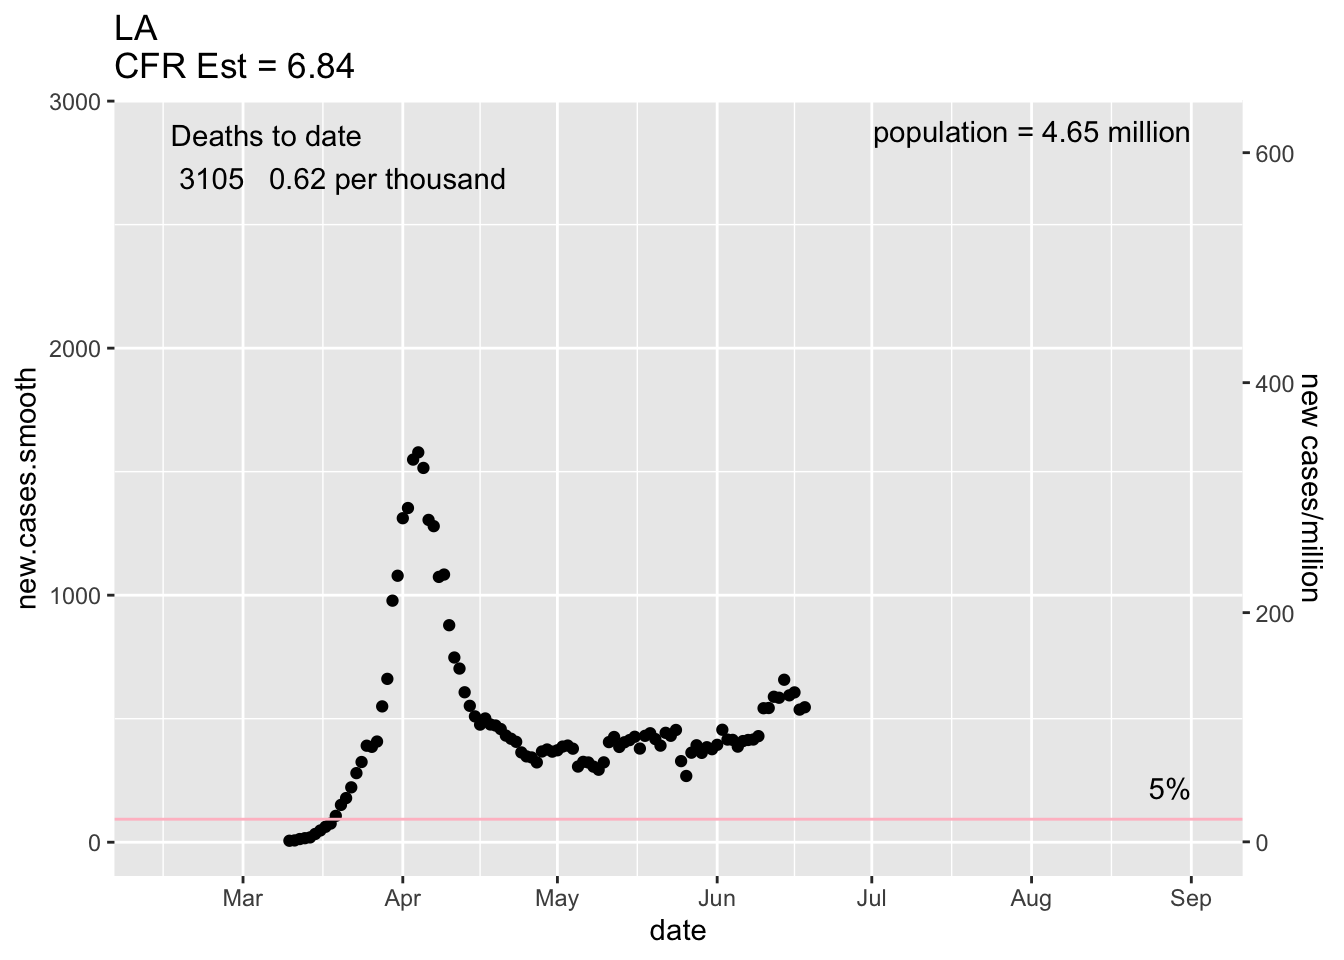 LA
CFR Est = 6.84
Deaths to date
3105 0.62 per thousand
population = 4.65 million
3000
2000
1000
0
new.cases.smooth
600
400
200
0
new cases/million
5%
Mar Apr May Jun Jul Aug Sep
date